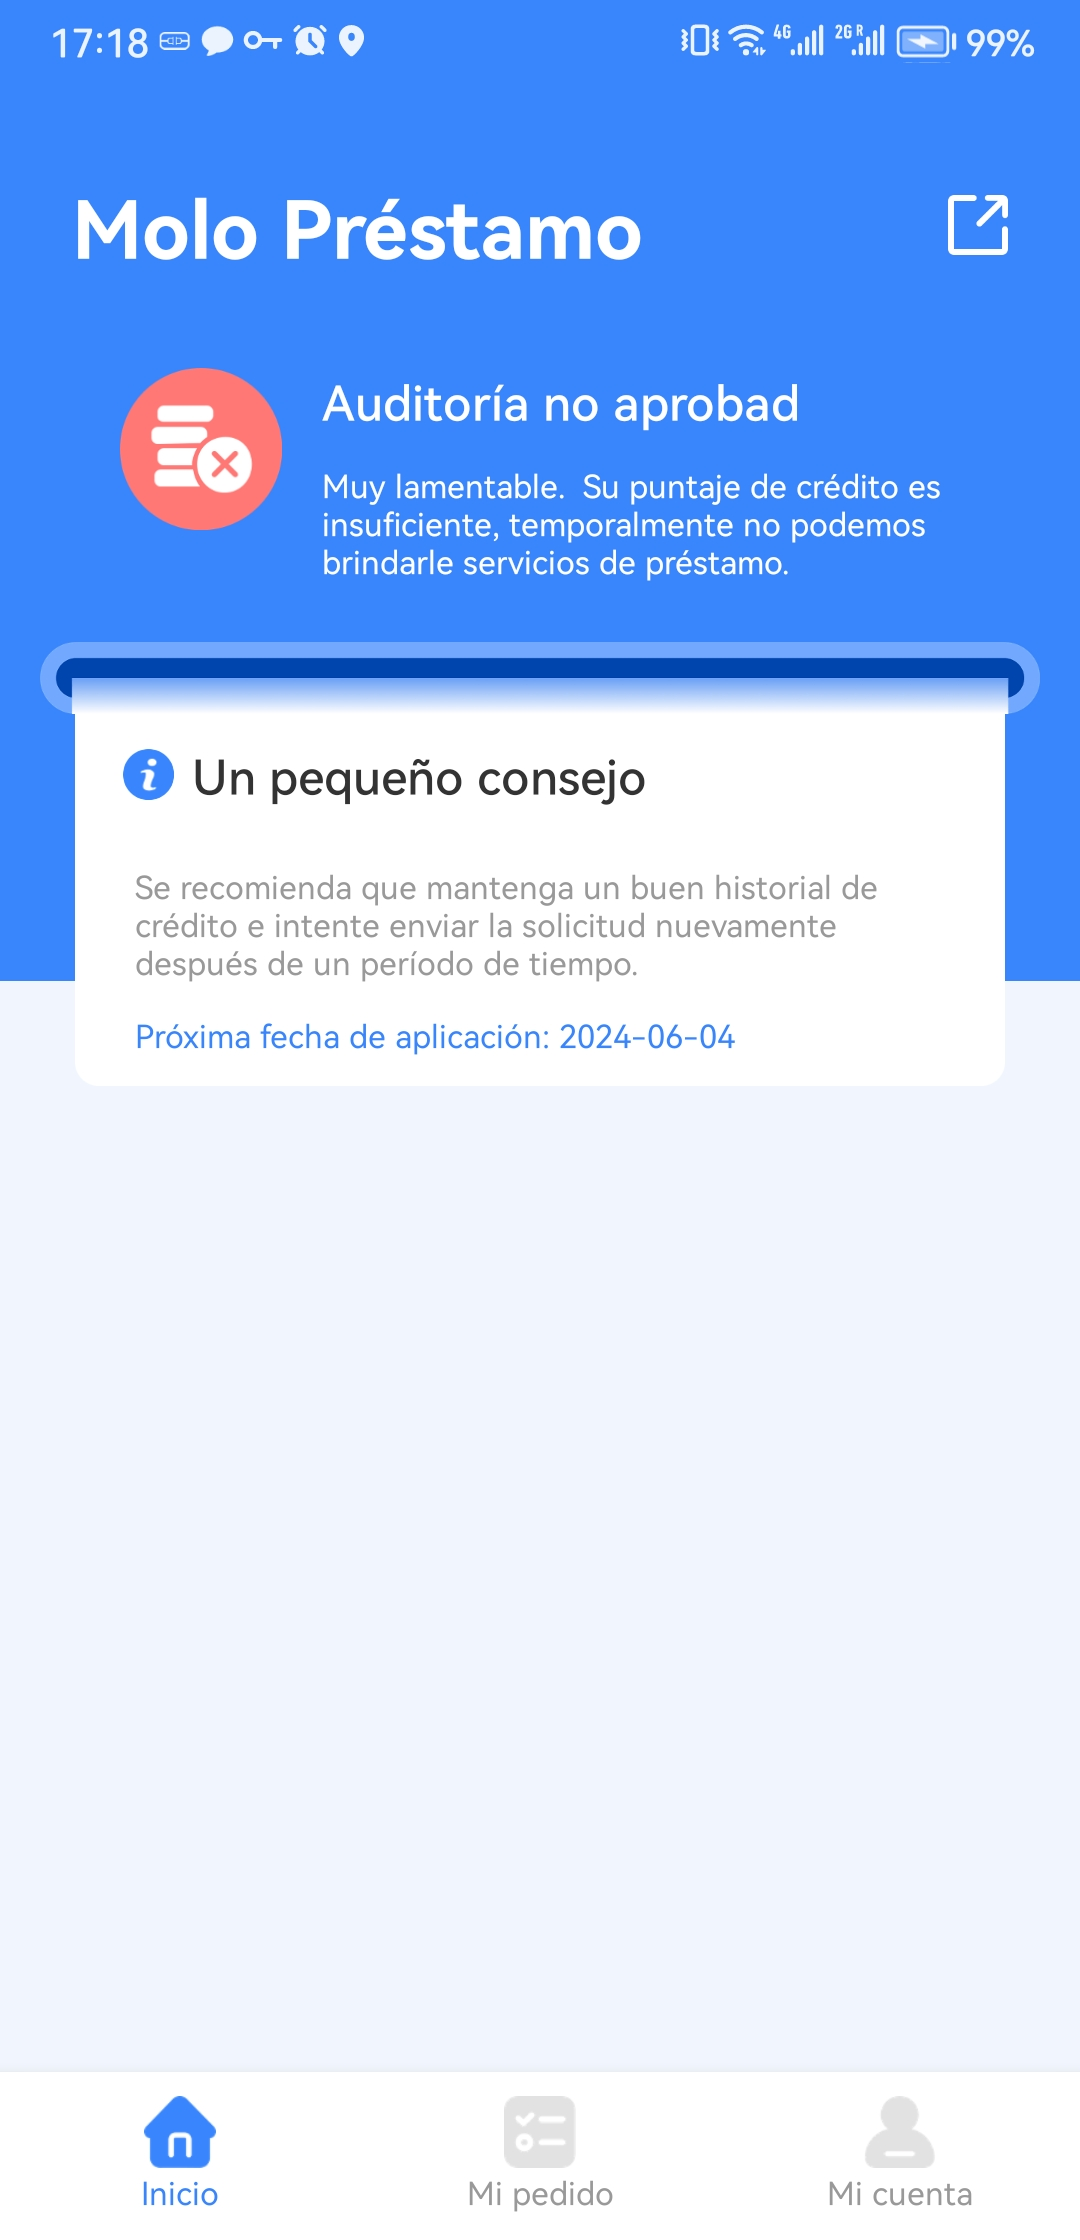 17:18
4G
2G R
99%
Molo Préstamo
Auditoría no aprobad
Muy lamentable. Su puntaje de crédito es
insuficiente, temporalmente no podemos
brindarle servicios de préstamo.
Un pequeño consejo
Se recomienda que mantenga un buen historial de
crédito e intente enviar la solicitud nuevamente
después de un período de tiempo.
Próxima fecha de aplicación: 2024-06-04
Inicio
Mi pedido
Mi cuenta